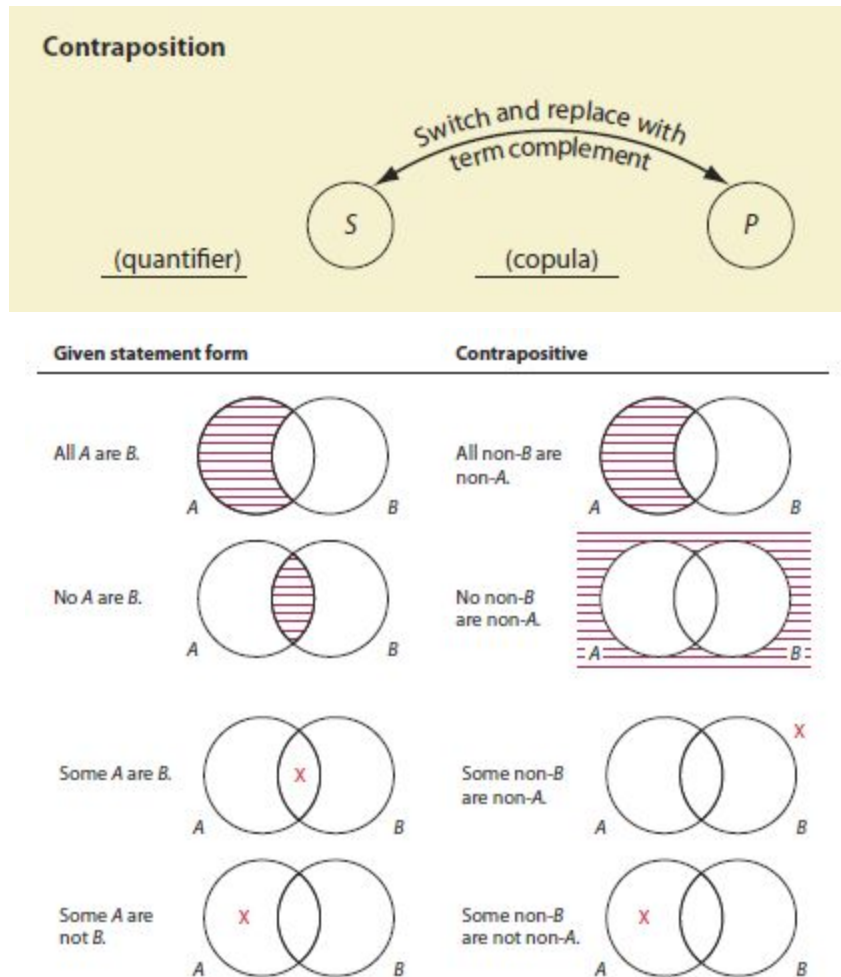 Contraposition
Switch and replace with
term complement
S
P
(quantifier)
(copula)
Given statement form
Contrapositive
All A are B.
A
B
All non-B are
non-A.
A
B
No A are B.
A
B
No non-B
are non-A.
A
B
Some A are B.
X
A
B
Some non-B
are non-A.
X
A
B
Some A are
not B.
X
A
B
Some non-B
are not non-A.
X
A
B